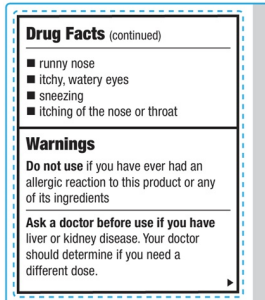 Drug Facts (continued)
■ runny nose
■ itchy, watery eyes
■ sneezing
■ itching of the nose or throat
Warnings
Do not use if you have ever had an
allergic reaction to this product or any
of its ingredients
Ask a doctor before use if you have
liver or kidney disease. Your doctor
should determine if you need a
different dose.